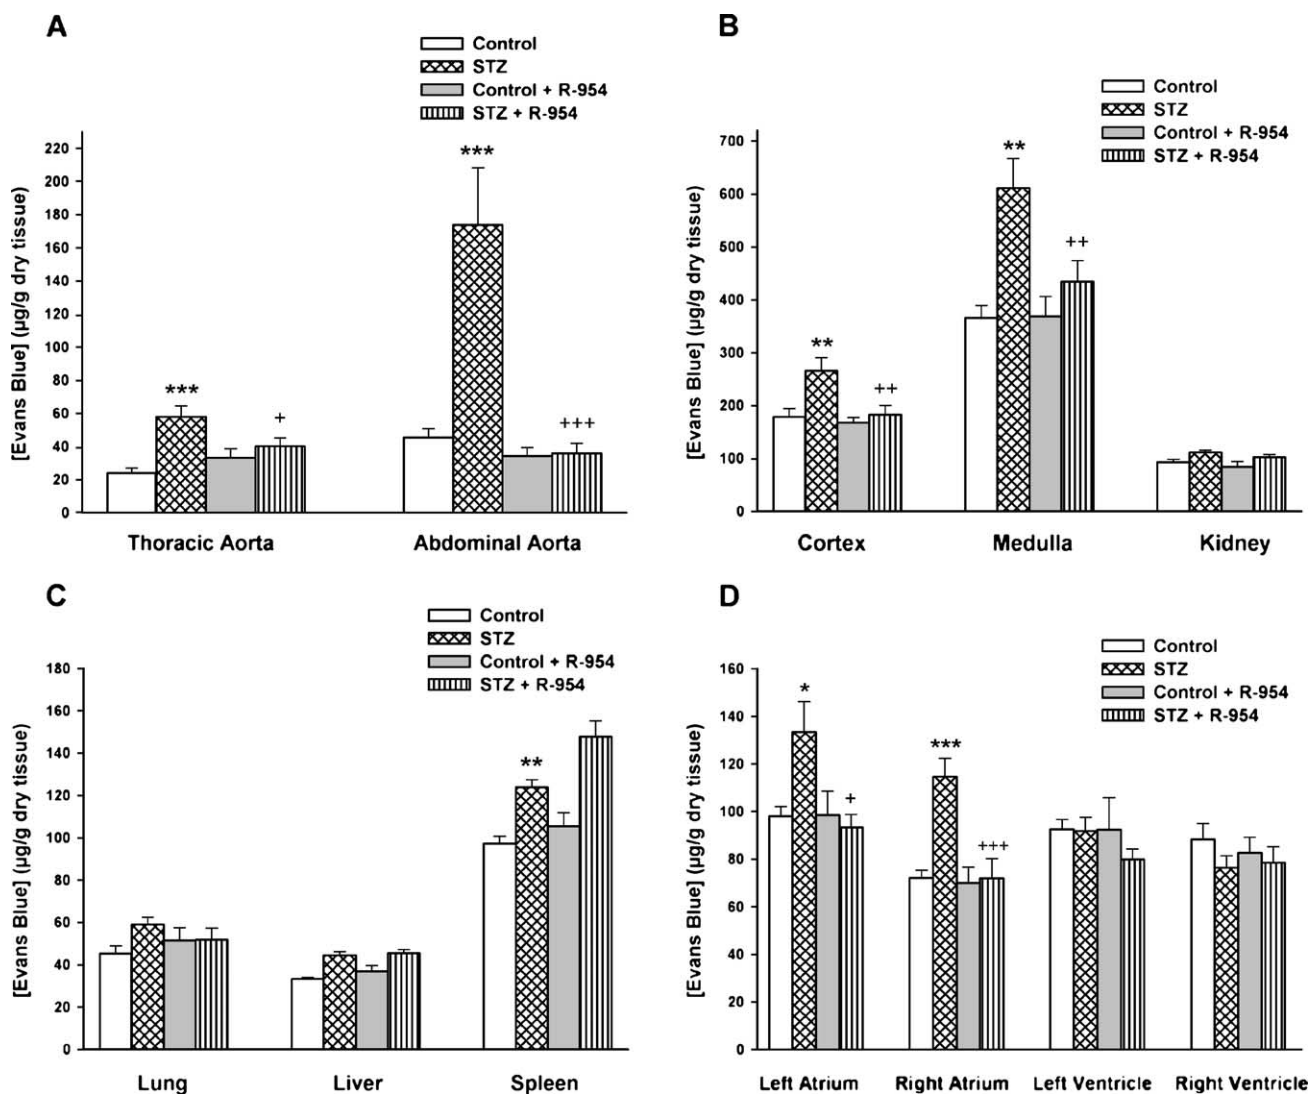 A
Control
STZ
Control + R-954
STZ + R-954
[Evans Blue] (µg/g dry tissue)
220
200
180
160
140
120
100
80
60
40
20
0
***
+
***
+++
Thoracic Aorta
Abdominal Aorta
B
Control
STZ
Control + R-954
STZ + R-954
[Evans Blue] (µg/g dry tissue)
700
600
500
400
300
200
100
0
**
++
**
++
Cortex
Medulla
Kidney
C
Control
STZ
Control + R-954
STZ + R-954
[Evans Blue] (µg/g dry tissue)
180
160
140
120
100
80
60
40
20
0
**
Lung
Liver
Spleen
D
Control
STZ
Control + R-954
STZ + R-954
[Evans Blue] (µg/g dry tissue)
160
140
120
100
80
60
40
20
0
*
+
***
+++
Left Atrium
Right Atrium
Left Ventricle
Right Ventricle